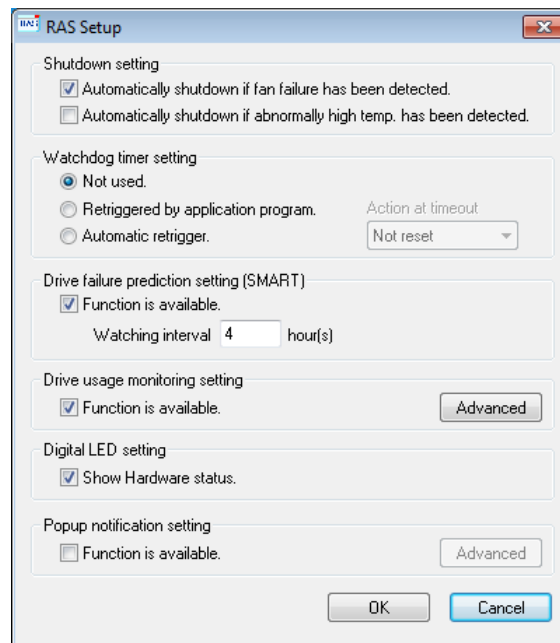 RAS RAS Setup
Shutdown setting
Automatically shutdown if fan failure has been detected.
Automatically shutdown if abnormally high temp. has been detected.
Watchdog timer setting
Not used.
Retriggered by application program. Action at timeout
Automatic retrigger. Not reset
Drive failure prediction setting (SMART)
Function is available.
Watching interval 4 hour(s)
Drive usage monitoring setting
Function is available. Advanced
Digital LED setting
Show Hardware status.
Popup notification setting
Function is available. Advanced
OK Cancel